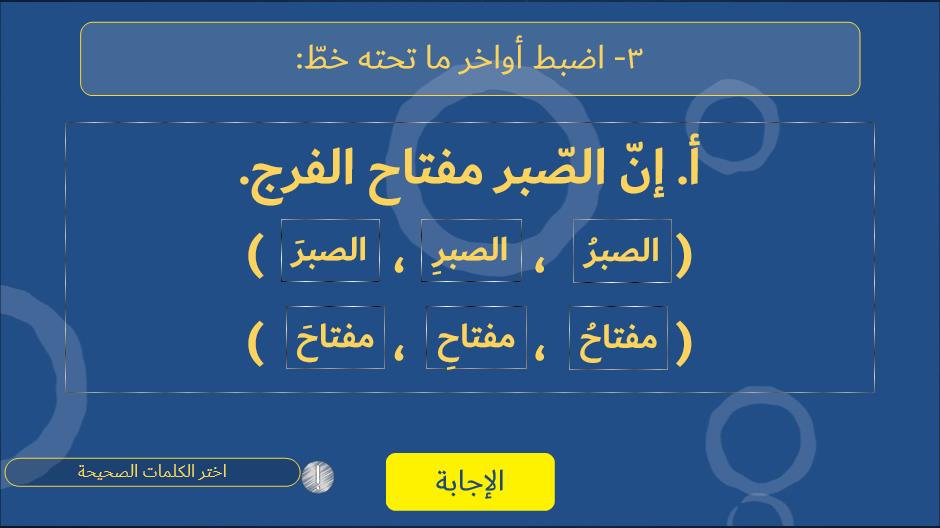 ٣- اضبط أواخر ما تحته خطّ:
أ. إنّ الصّبر مفتاح الفرج.
( الصبرُ ، الصبرِ ، الصبرَ )
( مفتاحُ ، مفتاحِ ، مفتاحَ )
الإجابة
اختر الكلمات الصحيحة
!